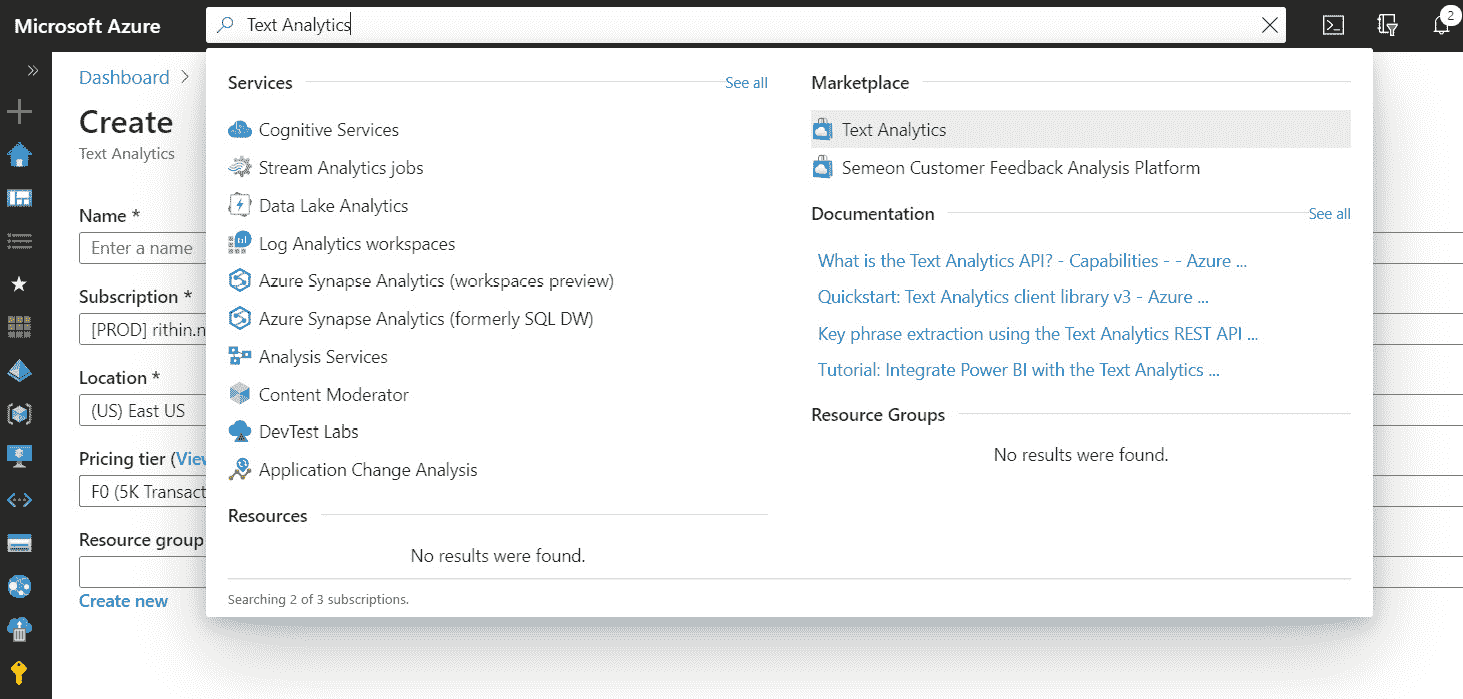 Microsoft Azure
Text Analytics
2
Dashboard
Create
Text Analytics
Name *
Enter a name
Subscription *
[PROD] rithin.n
Location *
(US) East US
Pricing tier (View
F0 (5K Transact
Resource group
Create new
Services
See all
Cognitive Services
Stream Analytics jobs
Data Lake Analytics
Log Analytics workspaces
Azure Synapse Analytics (workspaces preview)
Azure Synapse Analytics (formerly SQL DW)
Analysis Services
Content Moderator
DevTest Labs
Application Change Analysis
Resources
No results were found.
Searching 2 of 3 subscriptions.
Marketplace
Text Analytics
Semeon Customer Feedback Analysis Platform
Documentation
See all
What is the Text Analytics API? - Capabilities - - Azure ...
Quickstart: Text Analytics client library v3 - Azure ...
Key phrase extraction using the Text Analytics REST API ...
Tutorial: Integrate Power BI with the Text Analytics ...
Resource Groups
No results were found.